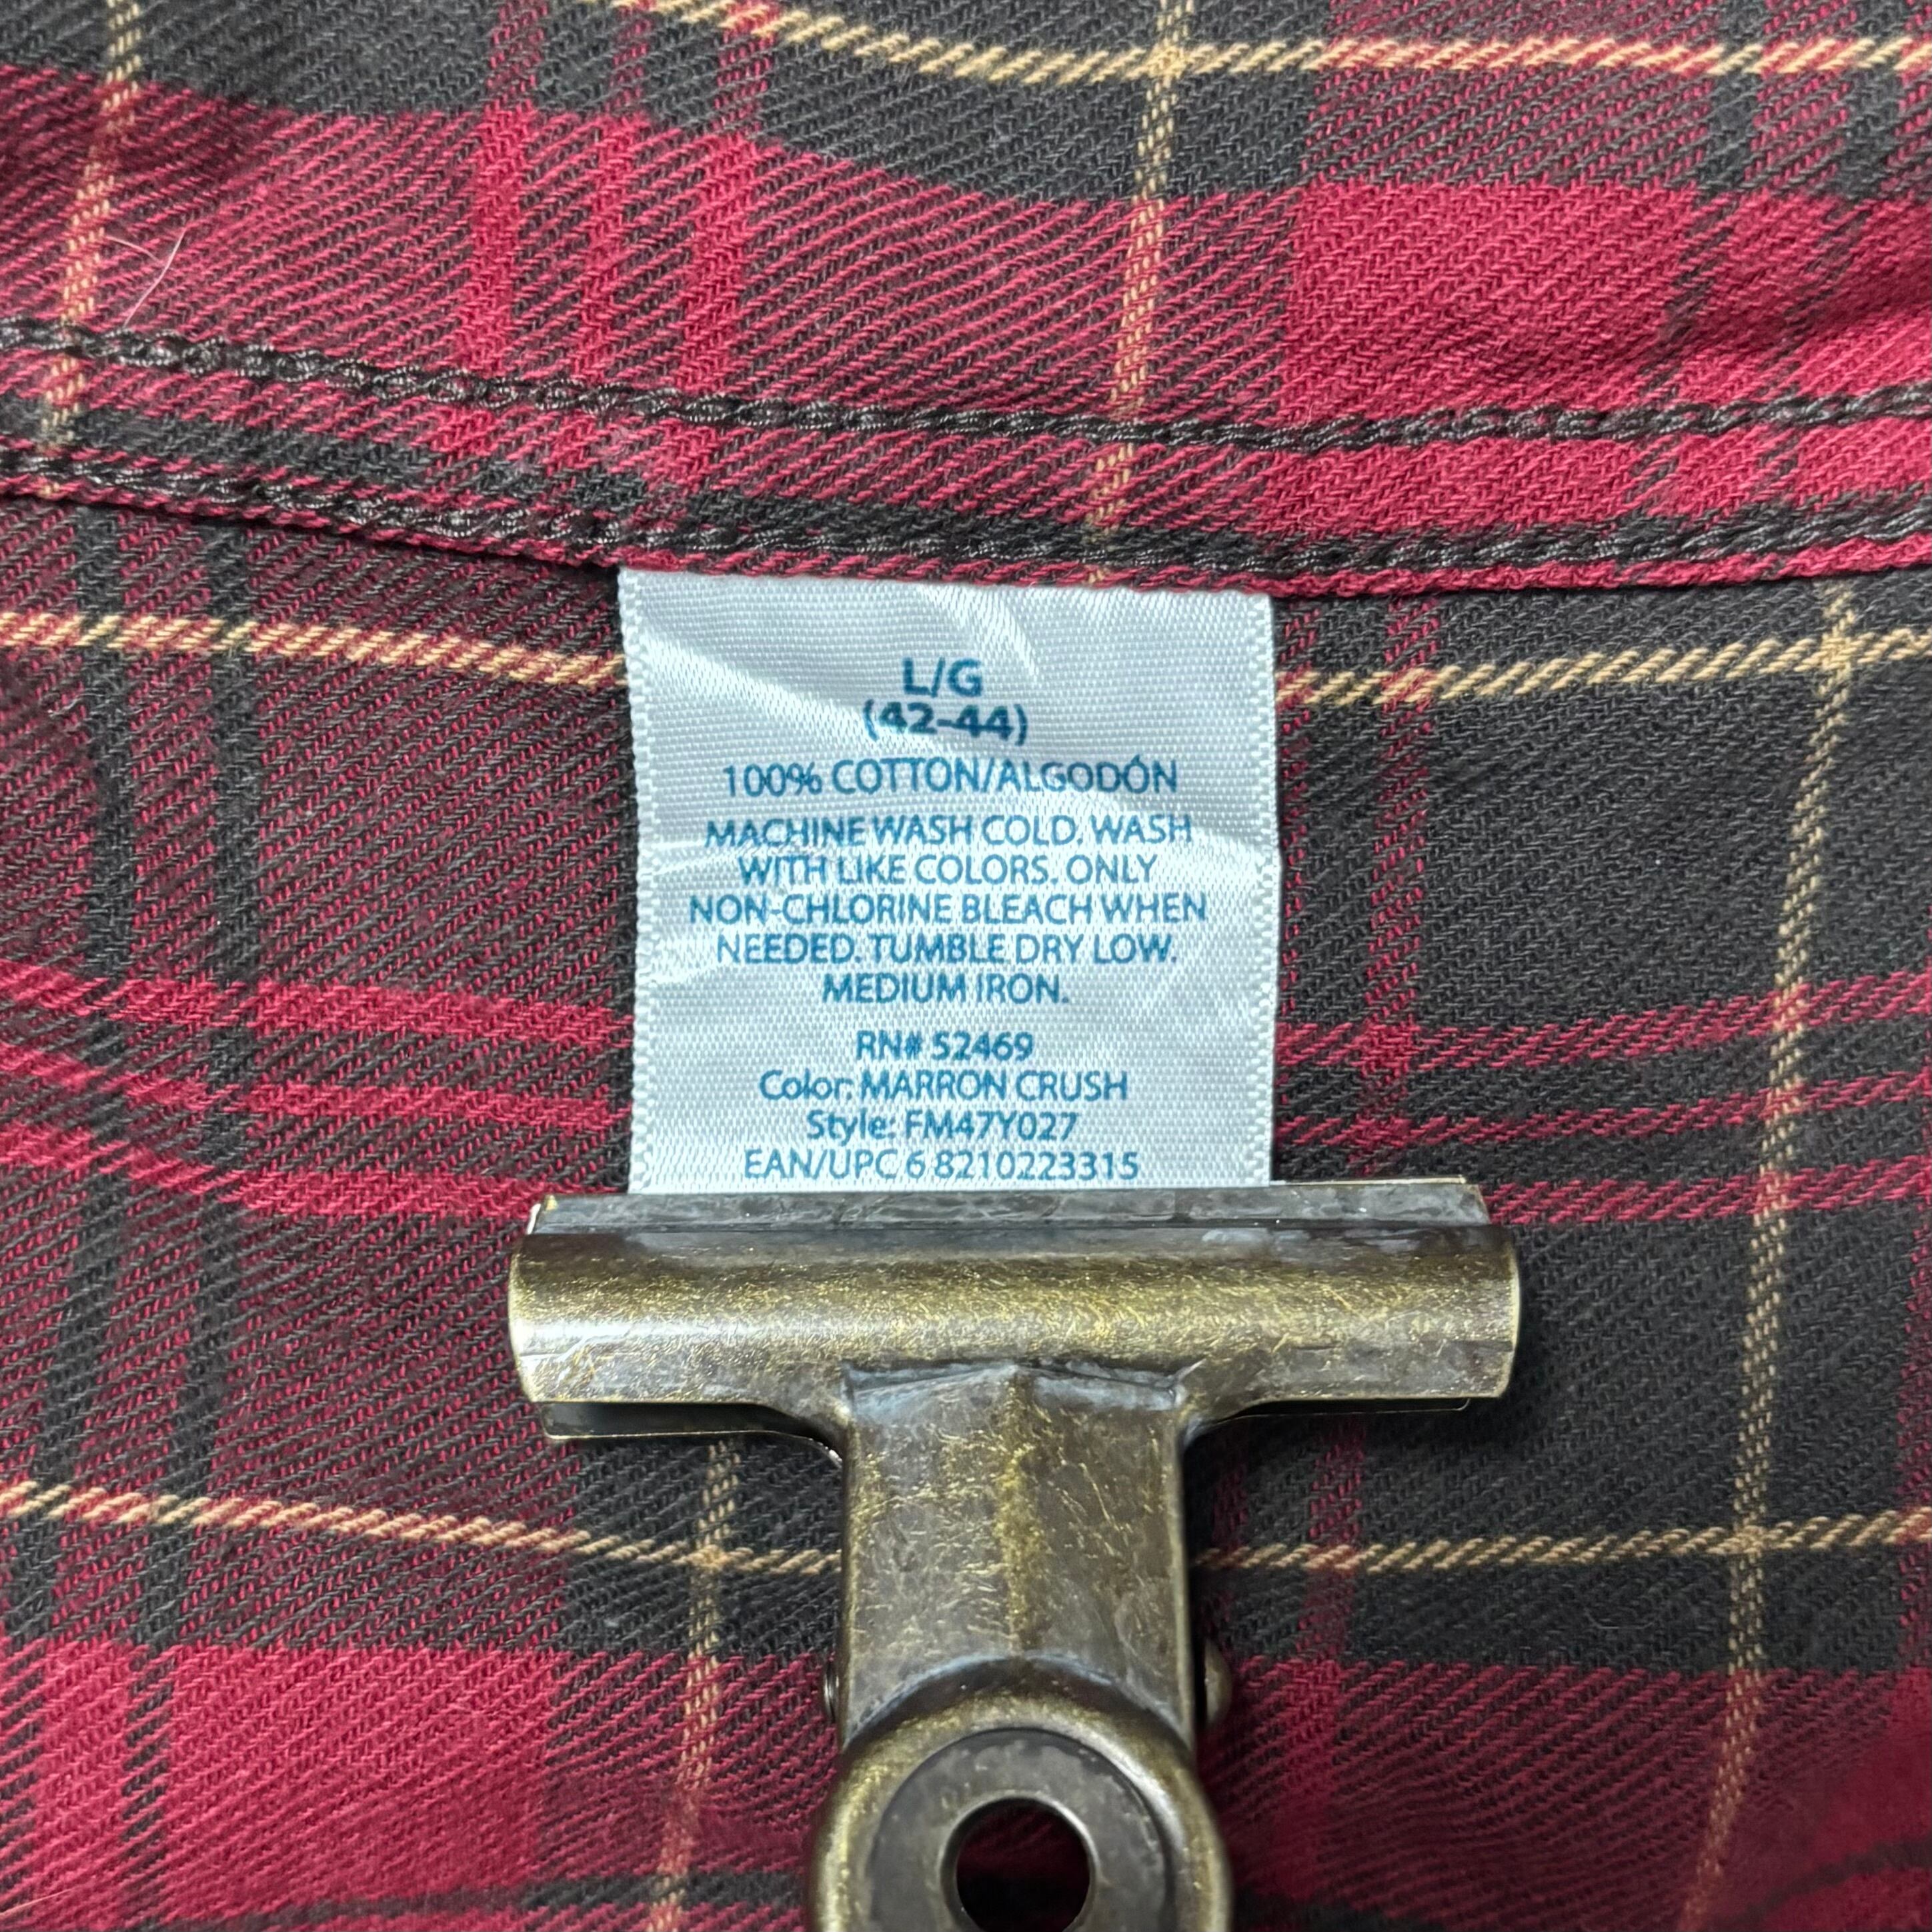 L/G
(42-44)
100% COTTON/ALGODÓN
MACHINE WASH COLD. WASH
WITH LIKE COLORS. ONLY
NON-CHLORINE BLEACH WHEN
NEEDED. TUMBLE DRY LOW.
MEDIUM IRON.
RN# 52469
Color: MARRON CRUSH
Style: FM47Y027
EAN/UPC 6 8210223315